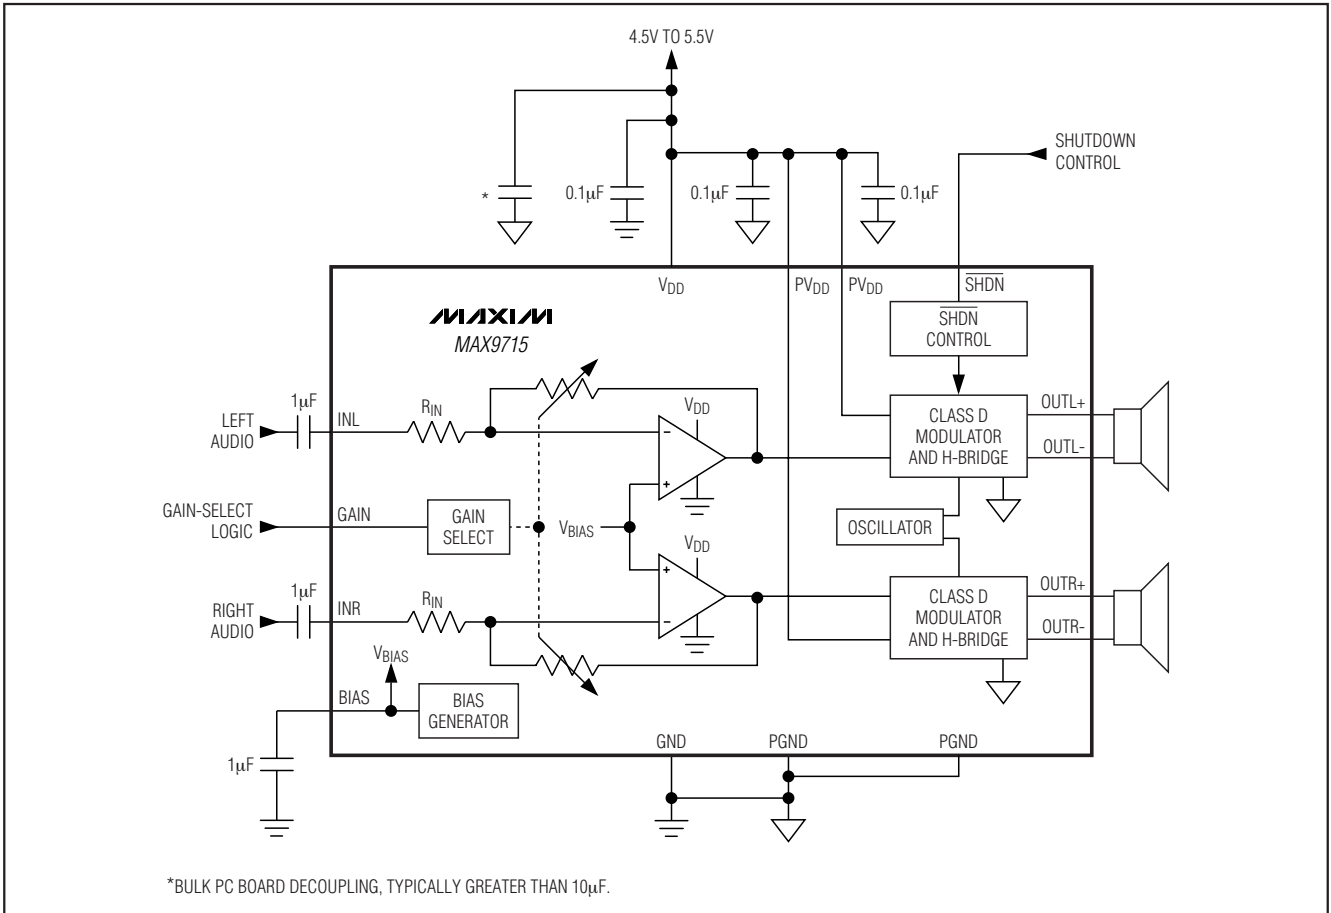 4.5V TO 5.5V
SHUTDOWN
CONTROL
*
0.1µF
0.1µF
0.1µF
VDD
PVDD
PVDD
SHDN
MAXIM
MAX9715
SHDN
CONTROL
1µF
LEFT
AUDIO
INL
RIN
VDD
−
+
CLASS D
MODULATOR
AND H-BRIDGE
OUTL+
OUTL-
GAIN-SELECT
LOGIC
GAIN
GAIN
SELECT
VBIAS
OSCILLATOR
1µF
RIGHT
AUDIO
INR
RIN
VDD
+
−
CLASS D
MODULATOR
AND H-BRIDGE
OUTR+
OUTR-
VBIAS
BIAS
BIAS
GENERATOR
1µF
GND
PGND
PGND
*BULK PC BOARD DECOUPLING, TYPICALLY GREATER THAN 10µF.